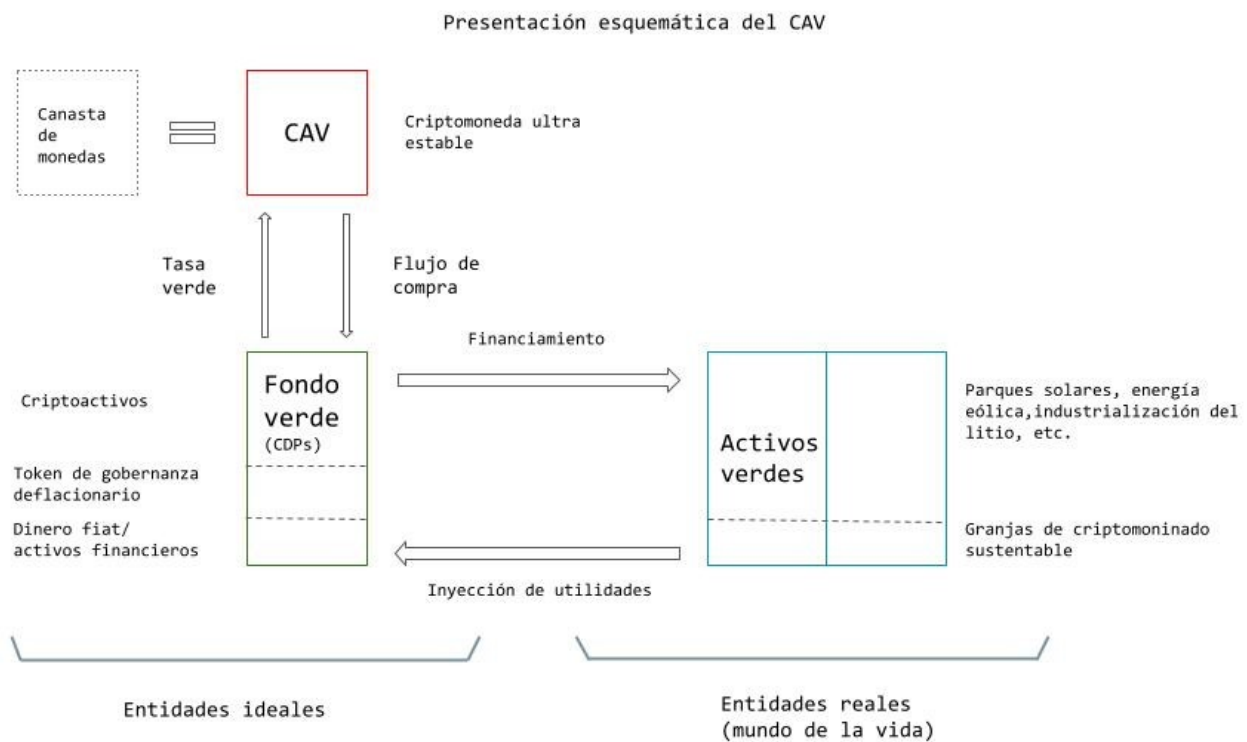 Presentación esquemática del CAV
Canasta
de
monedas
CAV
Criptomoneda ultra
estable
Tasa
verde
Flujo de
compra
Financiamiento
Criptoactivos
Fondo
verde
(CDPs)
Token de gobernanza
deflacionario
Dinero fiat/
activos financieros
Activos
verdes
Parques solares, energía
eólica,industrialización del
litio, etc.
Granjas de criptomoninado
sustentable
Inyección de utilidades
Entidades ideales
Entidades reales
(mundo de la vida)